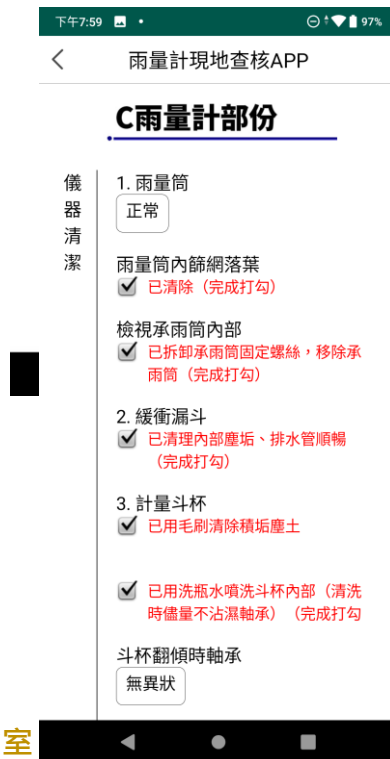 下午7:59
97%
雨量計現地查核APP
C雨量計部份
儀器清潔
1. 雨量筒
正常
雨量筒內篩網落葉
已清除（完成打勾）
檢視承雨筒內部
已拆卸承雨筒固定螺絲，移除承
雨筒（完成打勾）
2. 緩衝漏斗
已清理內部塵垢、排水管順暢
（完成打勾）
3. 計量斗杯
已用毛刷清除積垢塵土
已用洗瓶水噴洗斗杯內部（清洗
時儘量不沾濕軸承）（完成打勾
斗杯翻傾時軸承
無異狀
室